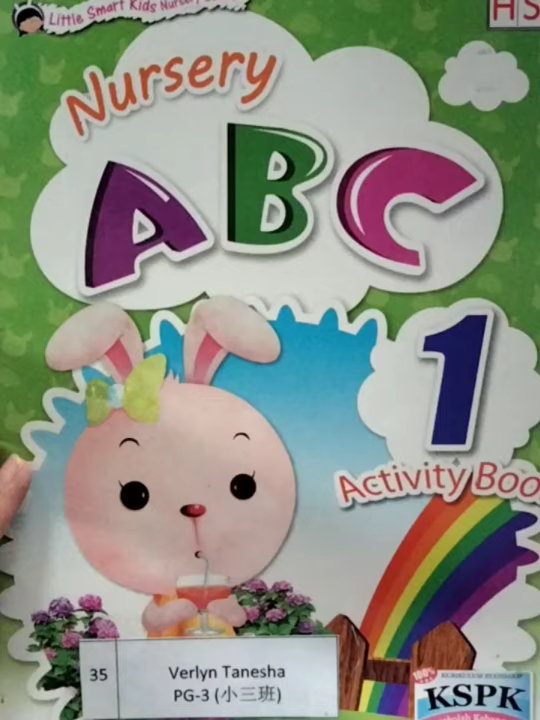 Little Smart Kids Nursery
HS
Nursery
ABC
1
Activity Boo
35
Verlyn Tanesha
PG-3 (小三班)
100%
KSPK